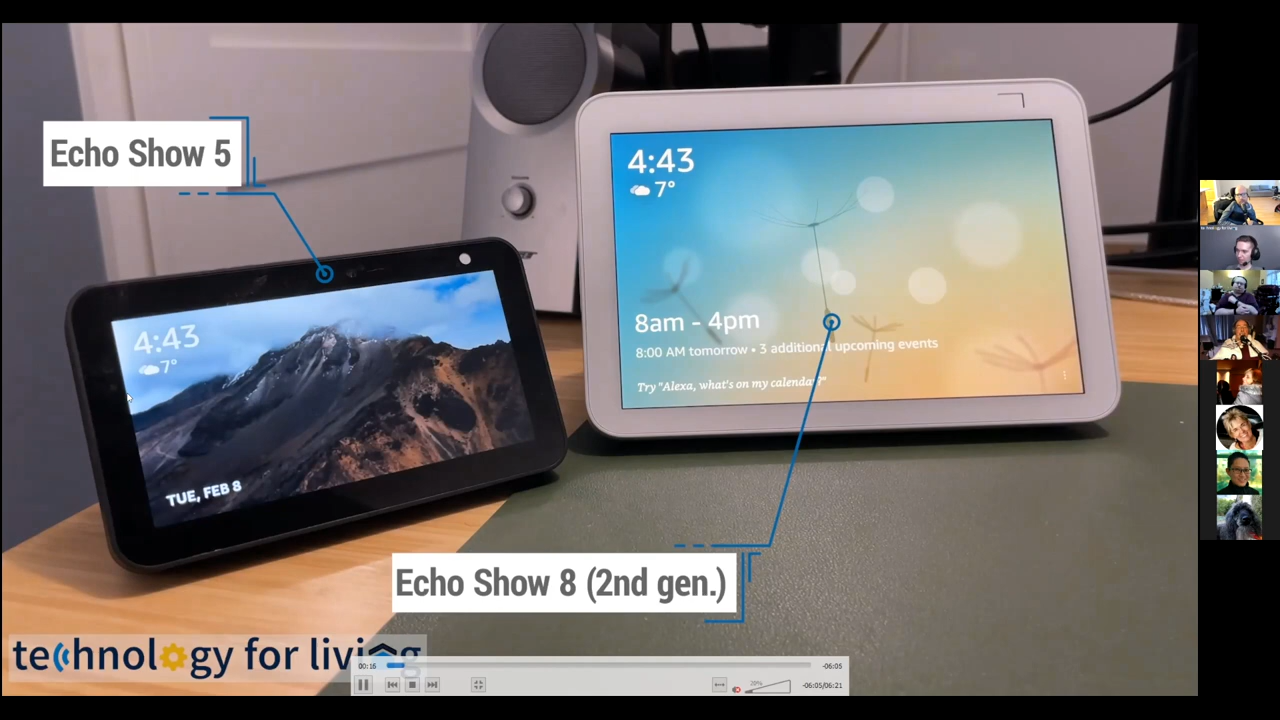 Echo Show 5
4:43
7°
TUE, FEB 8
4:43
7°
8am - 4pm
8:00 AM tomorrow • 3 additional upcoming events
Try "Alexa, what's on my calendar?"
Echo Show 8 (2nd gen.)
technology for living
00:16
-06:05
20%
-06:05/06:21